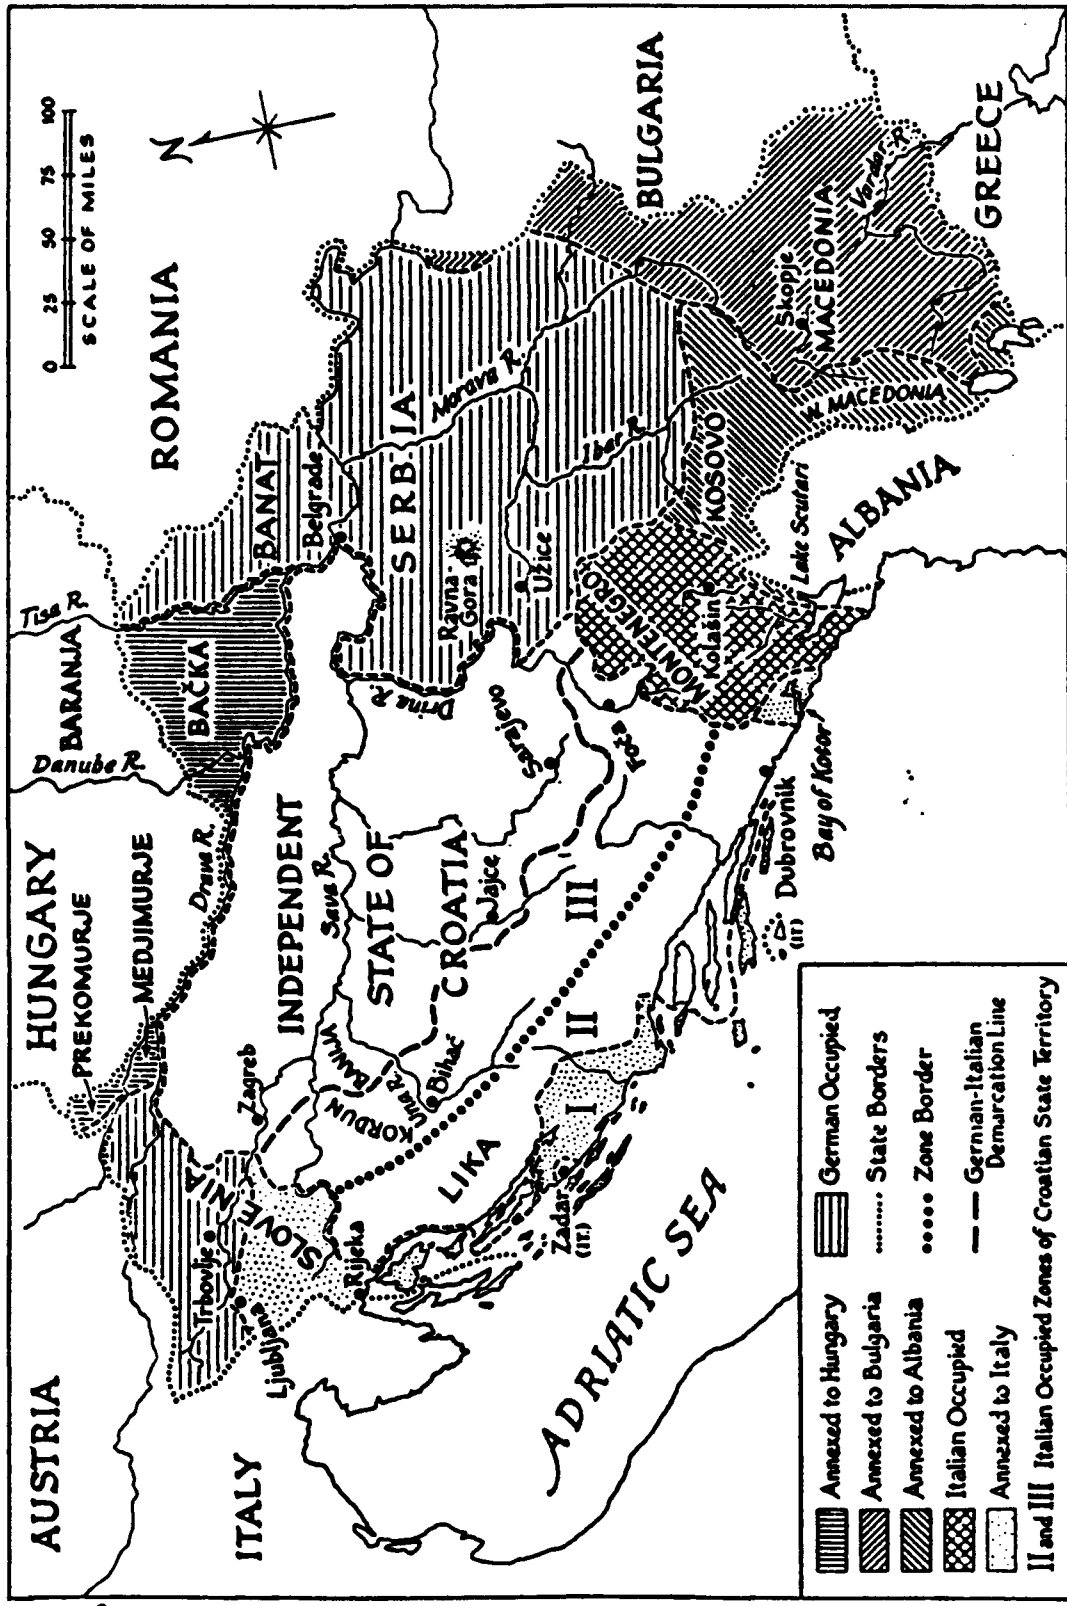 AUSTRIA
HUNGARY
ROMANIA
ITALY
PREKOMURJE
MEDJIMURJE
BARANJA
Danube R.
Tisa R.
Drava R.
BAČKA
BANAT
0 25 50 75 100
SCALE OF MILES
N
Trbovlje
SLOVENIA
Ljubljana
Zagreb
Rijeka
INDEPENDENT
STATE OF
CROATIA
Sava R.
BANIJA
KORDUN
Una R.
Bihać
LIKA
Jajce
Zadar
(IT.)
I
II
III
Sarajevo
Foča
Drina R.
Belgrade
SERBIA
Morava R.
Ravna
Gora
Užice
Ibar R.
MONTENEGRO
Kolašin
KOSOVO
Lake Scutari
ALBANIA
Skopje
MACEDONIA
W. MACEDONIA
Vardar R.
BULGARIA
GREECE
Dubrovnik
(IT)
Bay of Kotor
ADRIATIC SEA
Annexed to Hungary
Annexed to Bulgaria
Annexed to Albania
Italian Occupied
Annexed to Italy
German Occupied
State Borders
Zone Border
German-Italian
Demarcation Line
II and III Italian Occupied Zones of Croatian State Territory